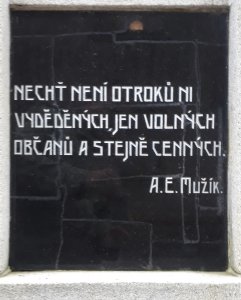 NECHŤ NENÍ OTROKŮ NI
VYDĚDĚNÝCH, JEN VOLNÝCH
OBČANŮ A STEJNĚ CENNÝCH.
A. E. MUŽÍK.